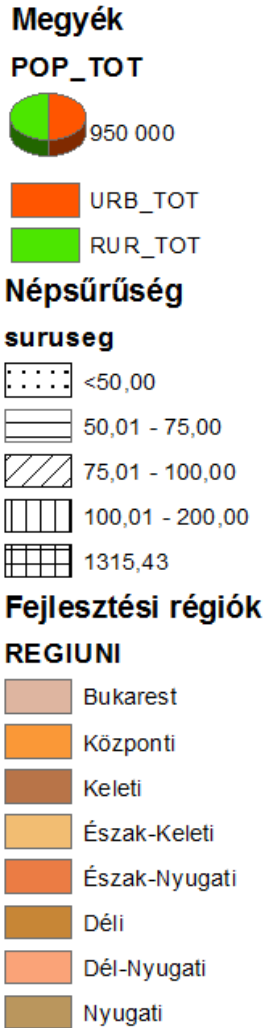 Megyék
POP_TOT
950 000
URB_TOT
RUR_TOT
Népsűrűség
suruseg
<50,00
50,01 - 75,00
75,01 - 100,00
100,01 - 200,00
1315,43
Fejlesztési régiók
REGIUNI
Bukarest
Központi
Keleti
Észak-Keleti
Észak-Nyugati
Déli
Dél-Nyugati
Nyugati